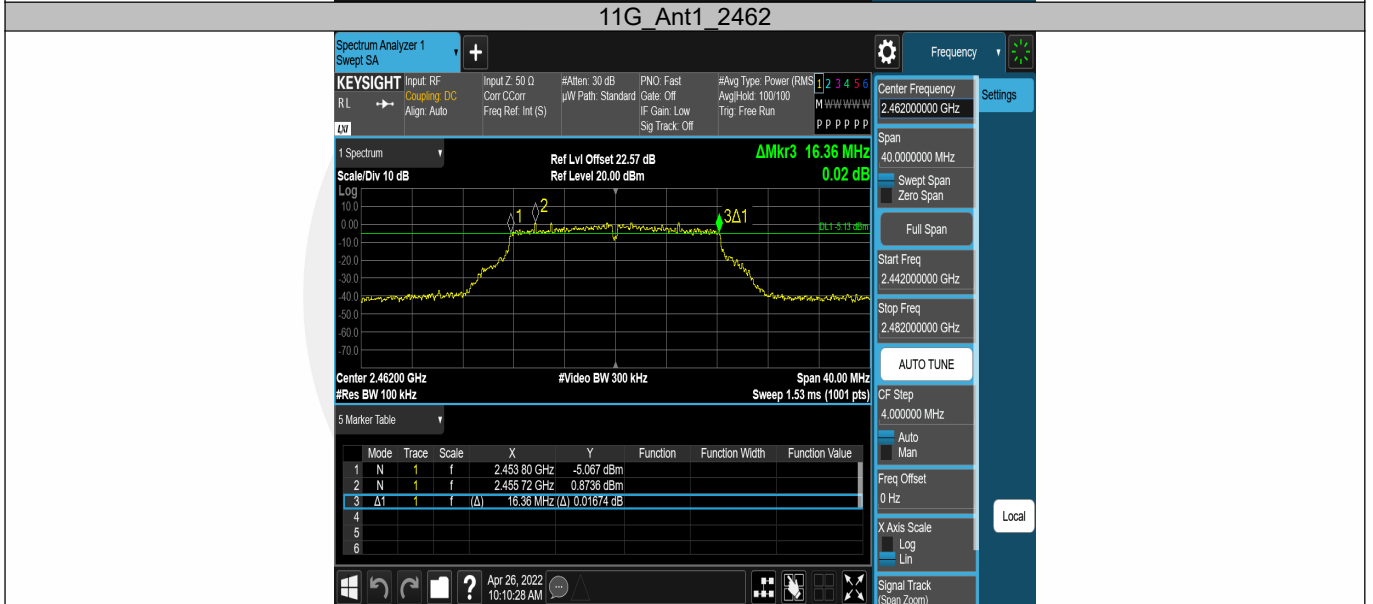 11G_Ant1_2462
Spectrum Analyzer 1
Swept SA
+
Frequency
KEYSIGHT
Input: RF
Input Z: 50 Ω
#Atten: 30 dB
PNO: Fast
#Avg Type: Power (RMS
1 2 3 4 5 6
RL
Coupling: DC
Corr CCorr
µW Path: Standard
Gate: Off
Avg|Hold: 100/100
M W W W W W
Align: Auto
Freq Ref: Int (S)
IF Gain: Low
Trig: Free Run
LXI
Sig Track: Off
P P P P P P
Center Frequency
2.462000000 GHz
Settings
Span
40.0000000 MHz
Swept Span
Zero Span
Full Span
Start Freq
2.442000000 GHz
Stop Freq
2.482000000 GHz
AUTO TUNE
CF Step
4.000000 MHz
Auto
Man
Freq Offset
0 Hz
X Axis Scale
Log
Lin
Signal Track
(Span Zoom)
Local
1 Spectrum
Ref Lvl Offset 22.57 dB
ΔMkr3 16.36 MHz
Scale/Div 10 dB
Ref Level 20.00 dBm
0.02 dB
Log
10.0
0.00
-10.0
-20.0
-30.0
-40.0
-50.0
-60.0
-70.0
1
2
3Δ1
DL1 -5.13 dBm
Center 2.46200 GHz
#Video BW 300 kHz
Span 40.00 MHz
#Res BW 100 kHz
Sweep 1.53 ms (1001 pts)
5 Marker Table
Mode Trace Scale X Y Function Function Width Function Value
1 N 1 f 2.453 80 GHz -5.067 dBm
2 N 1 f 2.455 72 GHz 0.8736 dBm
3 Δ1 1 f (Δ) 16.36 MHz (Δ) 0.01674 dB
4
5
6
?
Apr 26, 2022
10:10:28 AM